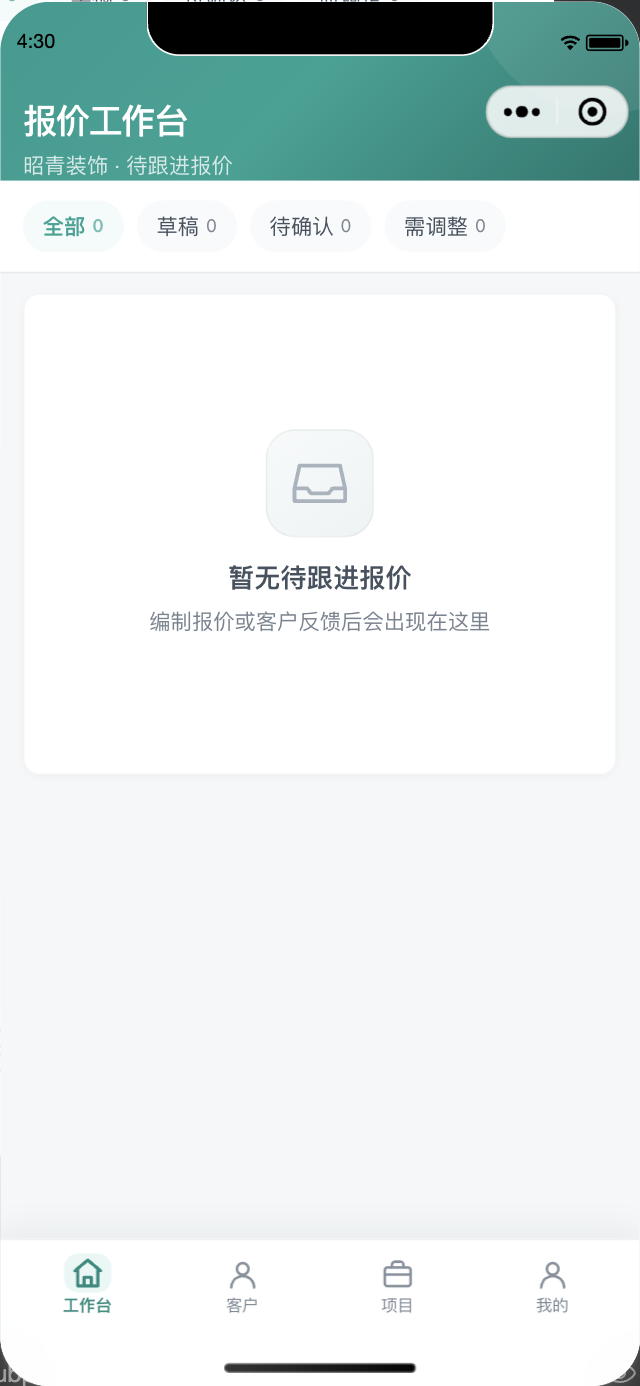 4:30
报价工作台
昭青装饰 · 待跟进报价
全部 0 草稿 0 待确认 0 需调整 0
暂无待跟进报价
编制报价或客户反馈后会出现在这里
工作台 客户 项目 我的